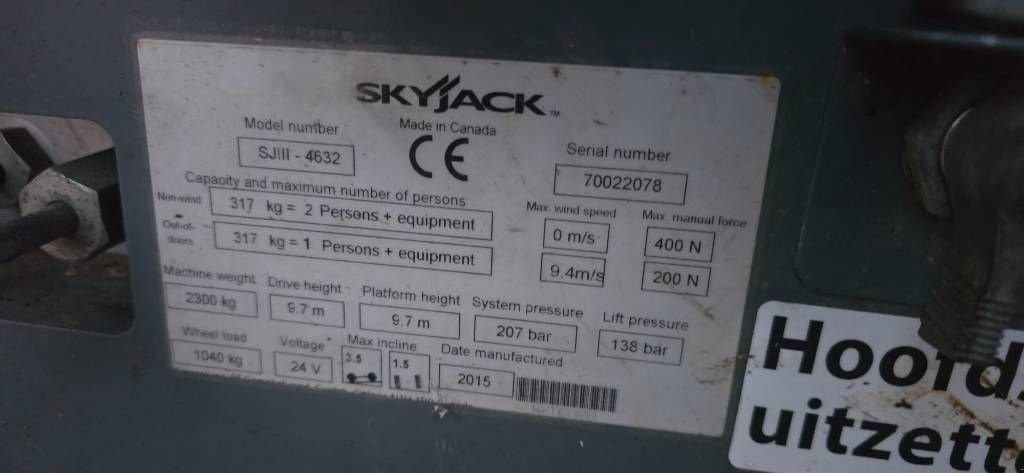 SKYJACK™
Made in Canada
CE
Model number
SJIII - 4632
Serial number
70022078
Capacity and maximum number of persons
Non-wind 317 kg = 2 Persons + equipment
Out-of-doors 317 kg = 1 Persons + equipment
Max. wind speed
0 m/s
9.4m/s
Max. manual force
400 N
200 N
Machine weight
2300 kg
Drive height
9.7 m
Platform height
9.7 m
System pressure
207 bar
Lift pressure
138 bar
Wheel load
1040 kg
Voltage
24 V
Max incline
3.5
1.5
Date manufactured
2015
Hoofds
uitzett